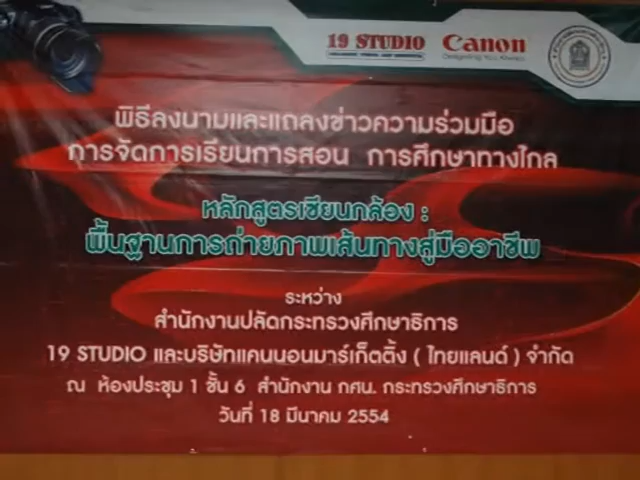 19 STUDIO
Canon
พิธีลงนามและแถลงข่าวความร่วมมือ
การจัดการเรียนการสอน การศึกษาทางไกล
หลักสูตรเซียนกล้อง :
พื้นฐานการถ่ายภาพเส้นทางสู่มืออาชีพ
ระหว่าง
สำนักงานปลัดกระทรวงศึกษาธิการ
19 STUDIO และบริษัทแคนนอนมาร์เก็ตติ้ง ( ไทยแลนด์ ) จำกัด
ณ ห้องประชุม 1 ชั้น 6 สำนักงาน กศน. กระทรวงศึกษาธิการ
วันที่ 18 มีนาคม 2554